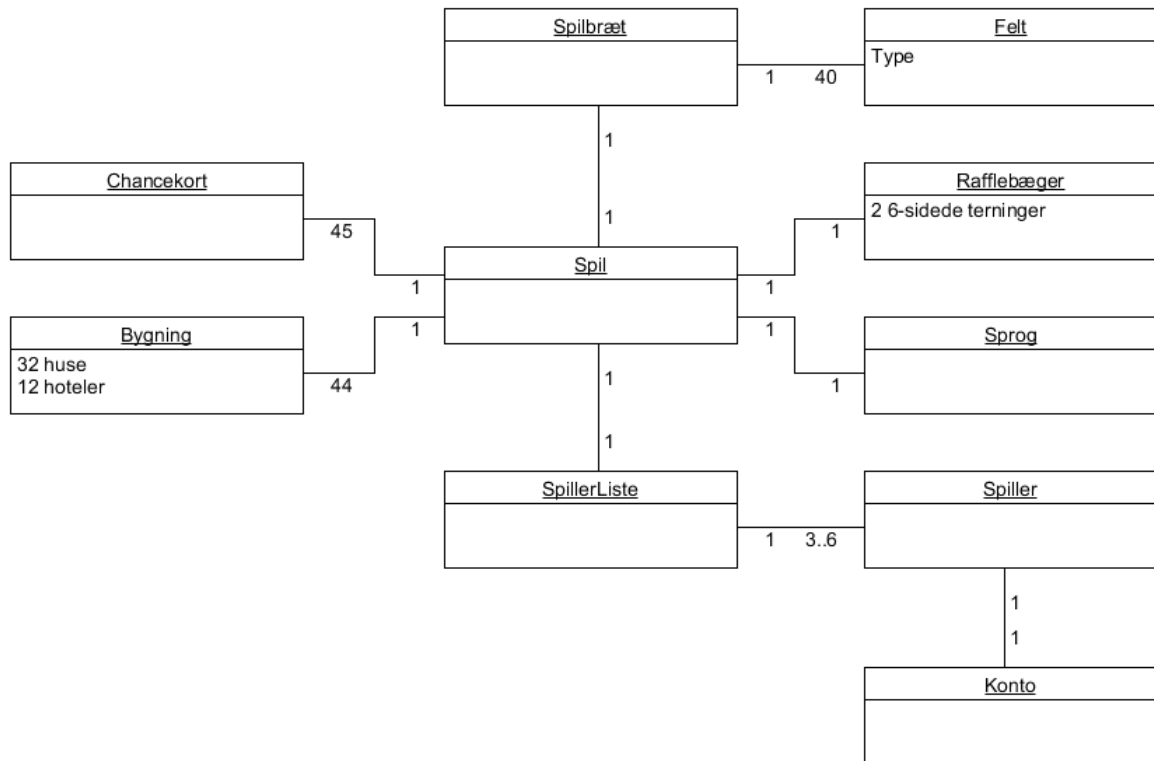 Spilbræt
Felt
Type
1 40
1
1
Chancekort
Rafflebæger
2 6-sidede terninger
45
1
Spil
1
1
Bygning
32 huse
12 hoteler
1
1
Sprog
44
1
1
1
SpillerListe
Spiller
1 3..6
1
1
Konto